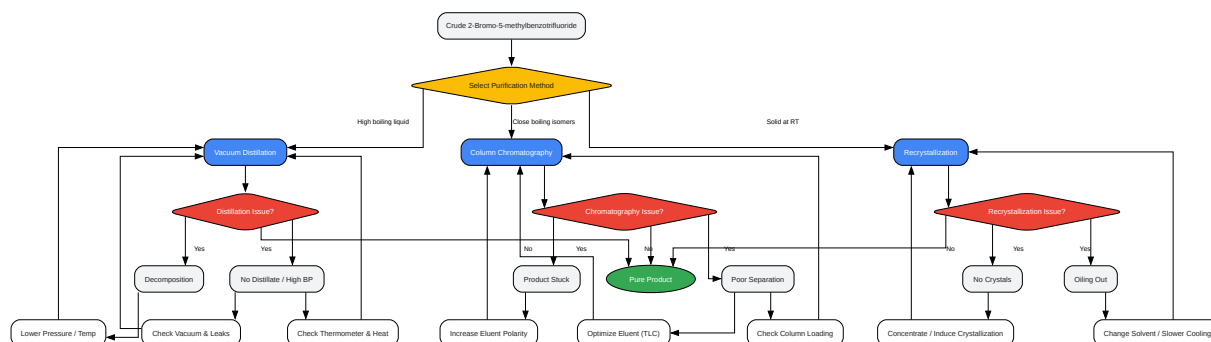 Crude 2-Bromo-5-methylbenzotrifluoride
Select Purification Method
High boiling liquid
Close boiling isomers
Solid at RT
Vacuum Distillation
Column Chromatography
Recrystallization
Distillation Issue?
Chromatography Issue?
Recrystallization Issue?
Yes
Yes
No
Yes
No
Yes
No
Yes
Yes
Decomposition
No Distillate / High BP
Product Stuck
Pure Product
Poor Separation
No Crystals
Oiling Out
Lower Pressure / Temp
Check Vacuum & Leaks
Check Thermometer & Heat
Increase Eluent Polarity
Optimize Eluent (TLC)
Check Column Loading
Concentrate / Induce Crystallization
Change Solvent / Slower Cooling